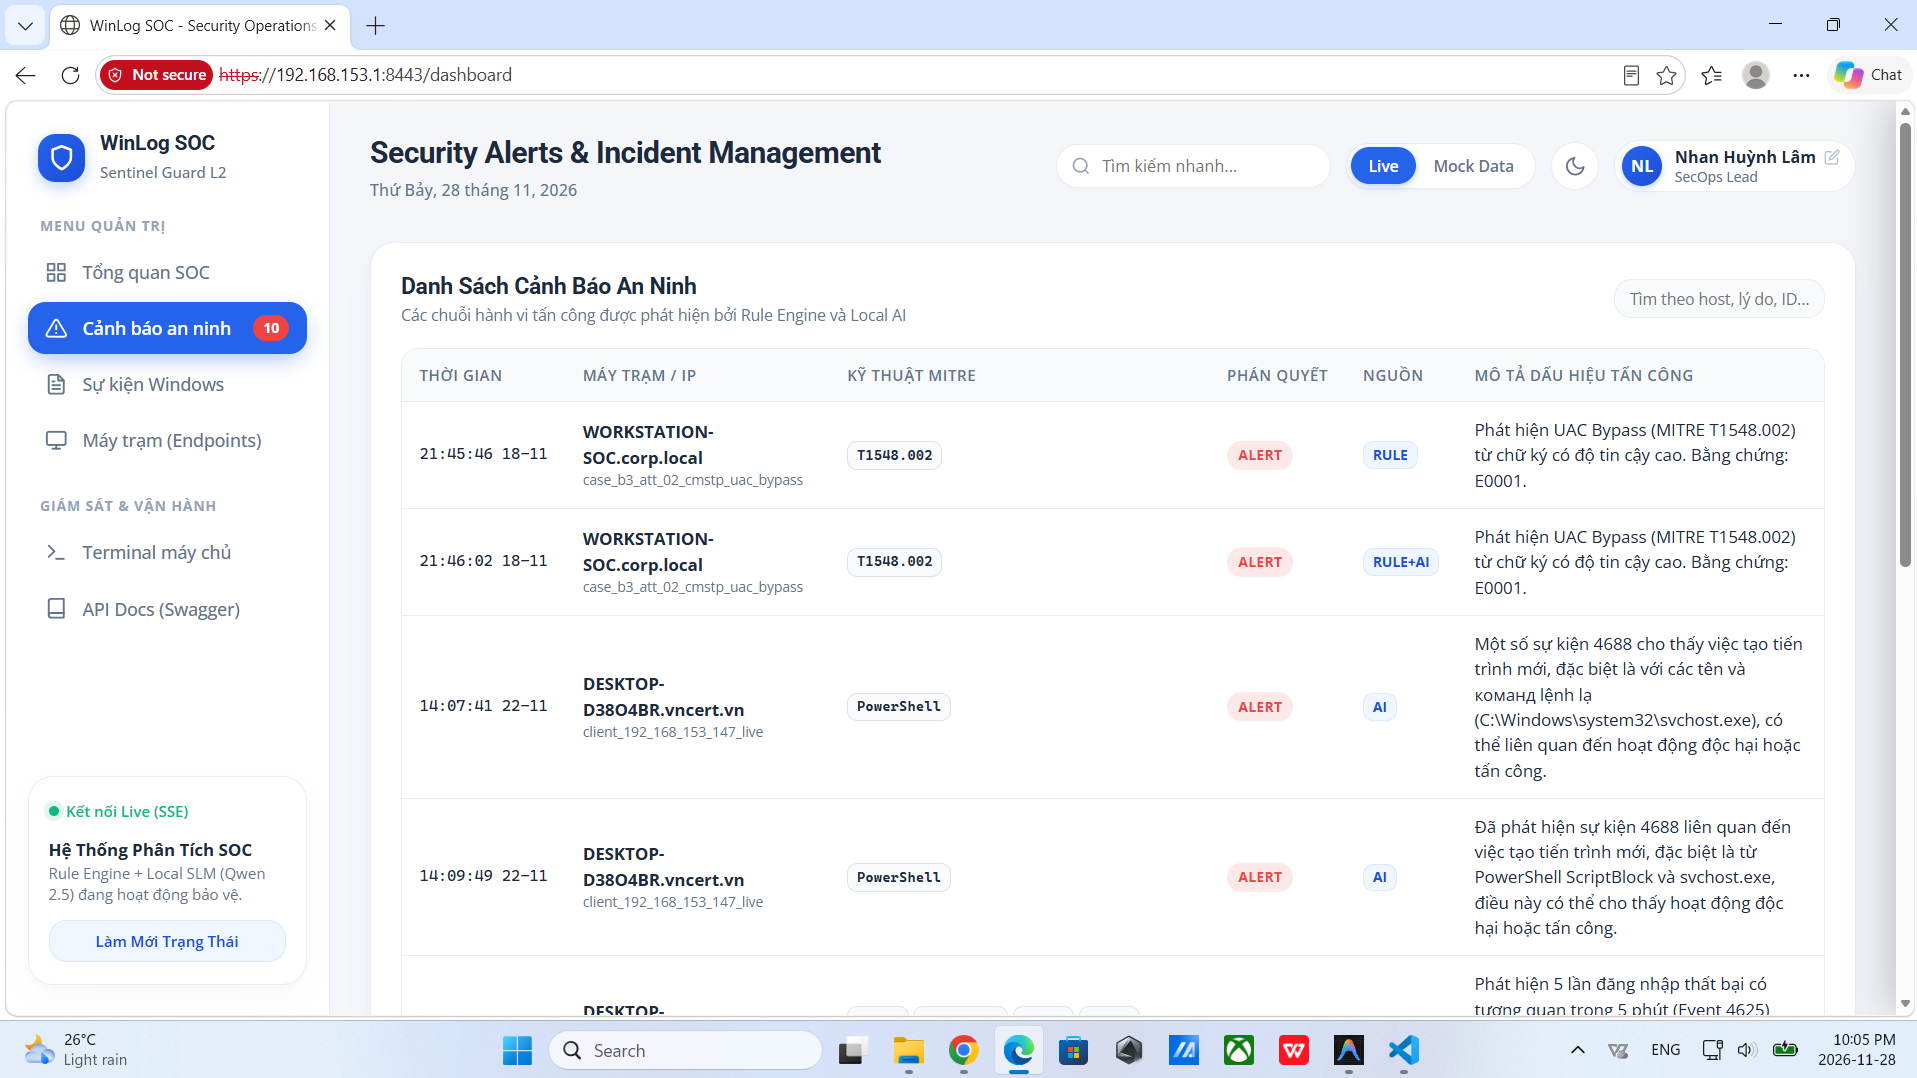 WinLog SOC - Security Operations
Not secure
https://192.168.153.1:8443/dashboard
Chat
WinLog SOC
Sentinel Guard L2
MENU QUẢN TRỊ
Tổng quan SOC
Cảnh báo an ninh 10
Sự kiện Windows
Máy trạm (Endpoints)
GIÁM SÁT & VẬN HÀNH
Terminal máy chủ
API Docs (Swagger)
Kết nối Live (SSE)
Hệ Thống Phân Tích SOC
Rule Engine + Local SLM (Qwen
2.5) đang hoạt động bảo vệ.
Làm Mới Trạng Thái
Security Alerts & Incident Management
Thứ Bảy, 28 tháng 11, 2026
Tìm kiếm nhanh...
Live
Mock Data
NL
Nhan Huỳnh Lâm
SecOps Lead
Danh Sách Cảnh Báo An Ninh
Các chuỗi hành vi tấn công được phát hiện bởi Rule Engine và Local AI
Tìm theo host, lý do, ID...
THỜI GIAN MÁY TRẠM / IP KỸ THUẬT MITRE PHÁN QUYẾT NGUỒN MÔ TẢ DẤU HIỆU TẤN CÔNG
21:45:46 18-11
WORKSTATION-
SOC.corp.local
case_b3_att_02_cmstp_uac_bypass
T1548.002
ALERT
RULE
Phát hiện UAC Bypass (MITRE T1548.002)
từ chữ ký có độ tin cậy cao. Bằng chứng:
E0001.
21:46:02 18-11
WORKSTATION-
SOC.corp.local
case_b3_att_02_cmstp_uac_bypass
T1548.002
ALERT
RULE+AI
Phát hiện UAC Bypass (MITRE T1548.002)
từ chữ ký có độ tin cậy cao. Bằng chứng:
E0001.
14:07:41 22-11
DESKTOP-
D38O4BR.vncert.vn
client_192_168_153_147_live
PowerShell
ALERT
AI
Một số sự kiện 4688 cho thấy việc tạo tiến
trình mới, đặc biệt là với các tên và
команд lệnh lạ
(C:\Windows\system32\svchost.exe), có
thể liên quan đến hoạt động độc hại hoặc
tấn công.
14:09:49 22-11
DESKTOP-
D38O4BR.vncert.vn
client_192_168_153_147_live
PowerShell
ALERT
AI
Đã phát hiện sự kiện 4688 liên quan đến
việc tạo tiến trình mới, đặc biệt là từ
PowerShell ScriptBlock và svchost.exe,
điều này có thể cho thấy hoạt động độc
hại hoặc tấn công.
DESKTOP-
Phát hiện 5 lần đăng nhập thất bại có
tương quan trong 5 phút (Event 4625)
26°C
Light rain
Search
ENG
10:05 PM
2026-11-28